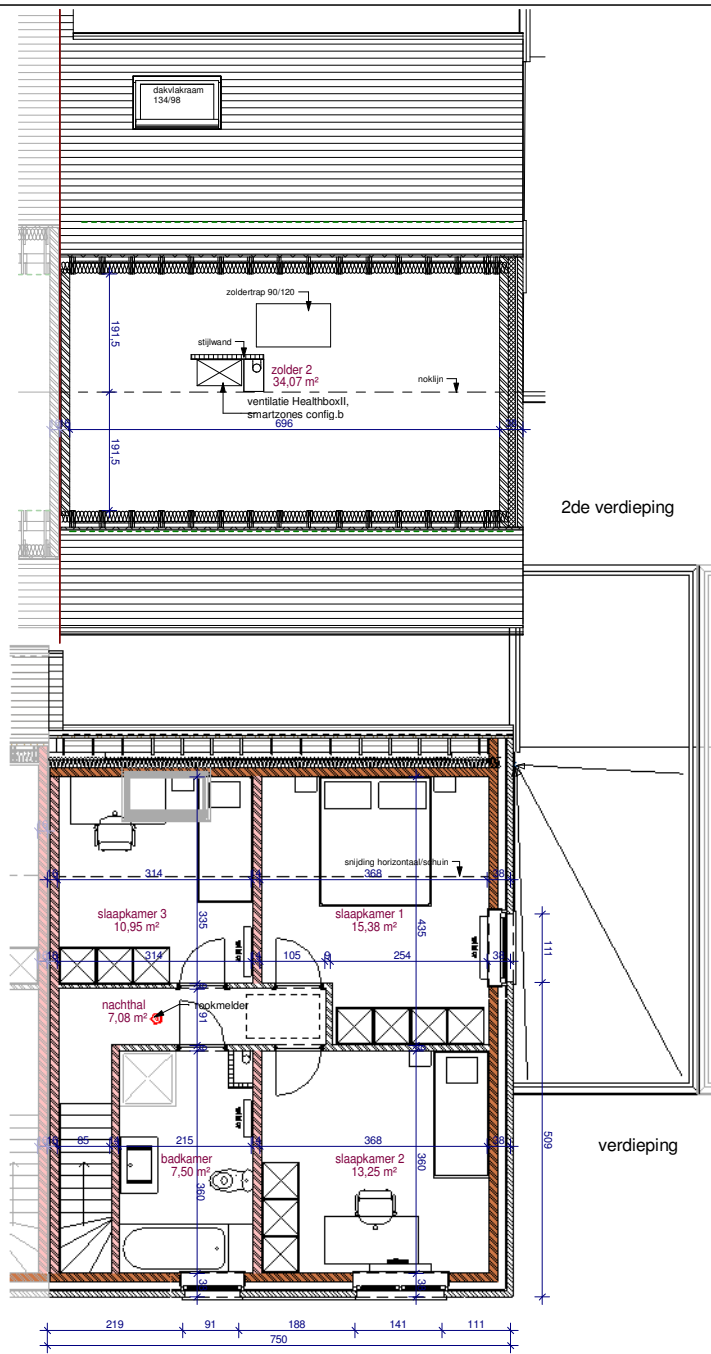 dakvlakraam
134/98
zoldertrap 90/120
191,5
stijlwand
zolder 2
34,07 m²
noklijn
ventilatie HealthboxII,
smartzones config.b
696
191,5
2de verdieping
snijding horizontaal/schuin
314
368
38
slaapkamer 3
10,95 m²
335
slaapkamer 1
15,38 m²
435
111
314
105
254
38
nachthal
7,08 m²
rookmelder
91
85
215
368
38
509
verdieping
badkamer
7,50 m²
360
slaapkamer 2
13,25 m²
360
219
91
188
141
111
750